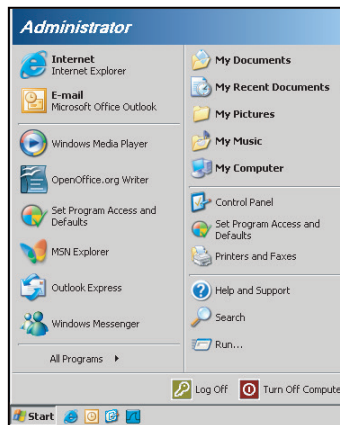 Administrator
Internet
Internet Explorer
E-mail
Microsoft Office Outlook
Windows Media Player
OpenOffice.org Writer
Set Program Access and
Defaults
MSN Explorer
Outlook Express
Windows Messenger
All Programs
My Documents
My Recent Documents
My Pictures
My Music
My Computer
Control Panel
Set Program Access and
Defaults
Printers and Faxes
Help and Support
Search
Run...
Log Off
Turn Off Compute
Start